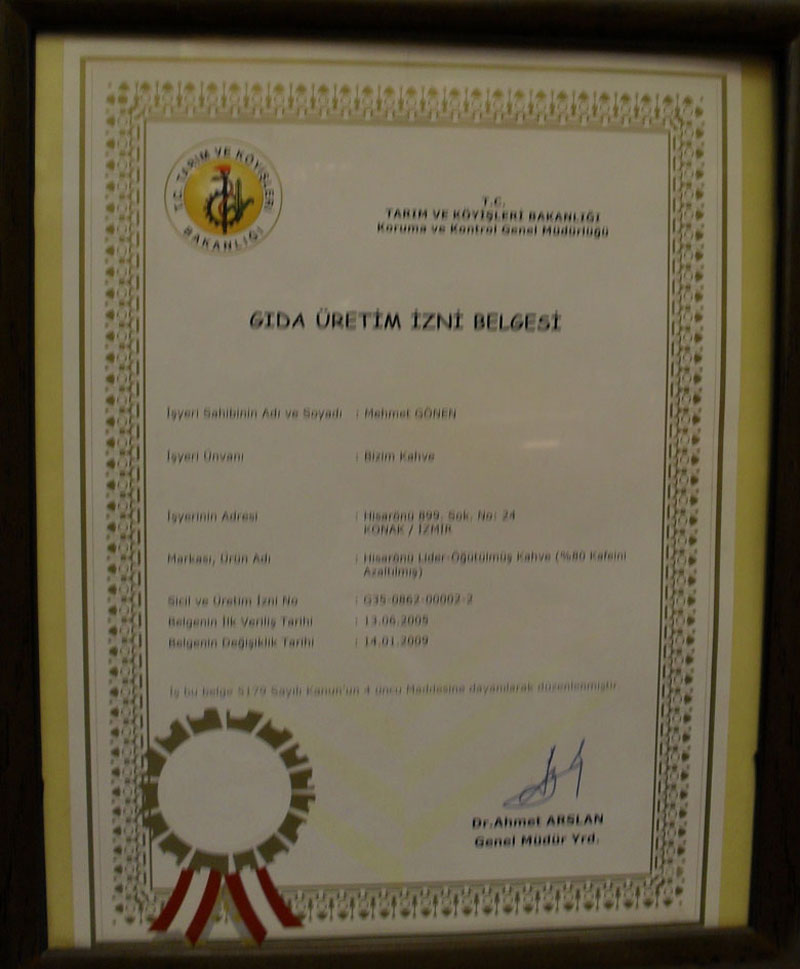 T.C. TARIM VE KÖYİŞLERİ
BAKANLIĞI
T.C.
TARIM VE KÖYİŞLERİ BAKANLIĞI
Koruma ve Kontrol Genel Müdürlüğü
GIDA ÜRETİM İZNİ BELGESİ
İşyeri Sahibinin Adı ve Soyadı : Mehmet GÖNEN
İşyeri Ünvanı : Bizim Kahve
İşyerinin Adresi : Hisarönü 899. Sok. No: 24
KONAK / İZMİR
Markası, Ürün Adı : Hisarönü Lider-Öğütülmüş Kahve (%80 Kafeini
Azaltılmış)
Sicil ve Üretim İzni No : G35-0862-00002-2
Belgenin İlk Veriliş Tarihi : 13.06.2005
Belgenin Değişiklik Tarihi : 14.01.2009
İş bu belge 5179 Sayılı Kanun'un 4 üncü Maddesine dayanılarak düzenlenmiştir.
Dr.Ahmet ARSLAN
Genel Müdür Yrd.